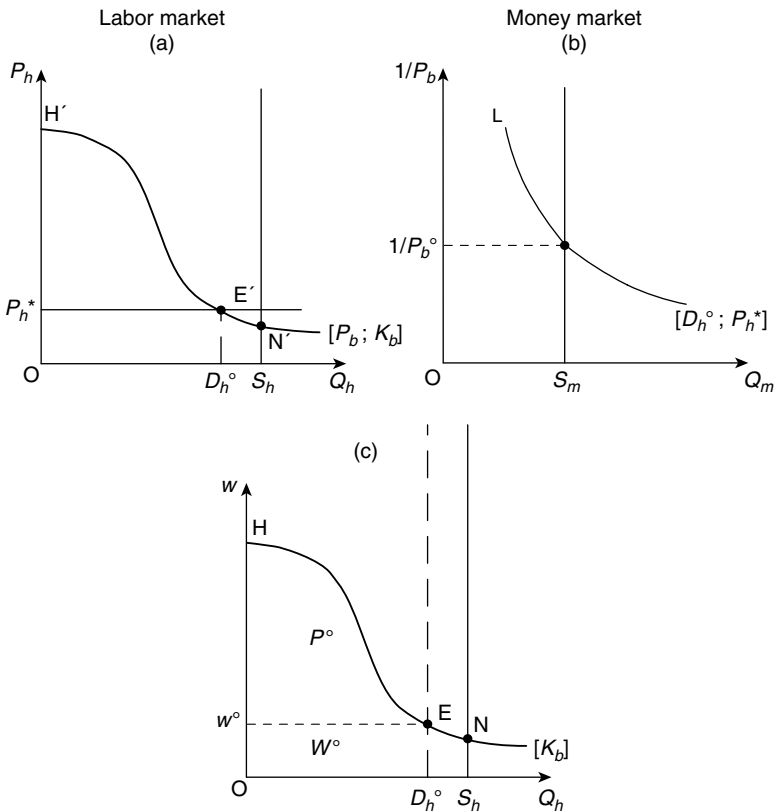 Labor market
(a)
P_h
H´
P_h*
E´
N´
[P_b ; K_b]
O
D_h°
S_h
Q_h
Money market
(b)
1/P_b
L
1/P_b°
[D_h° ; P_h*]
O
S_m
Q_m
(c)
w
H
P°
w°
E
N
W°
[K_b]
O
D_h°
S_h
Q_h